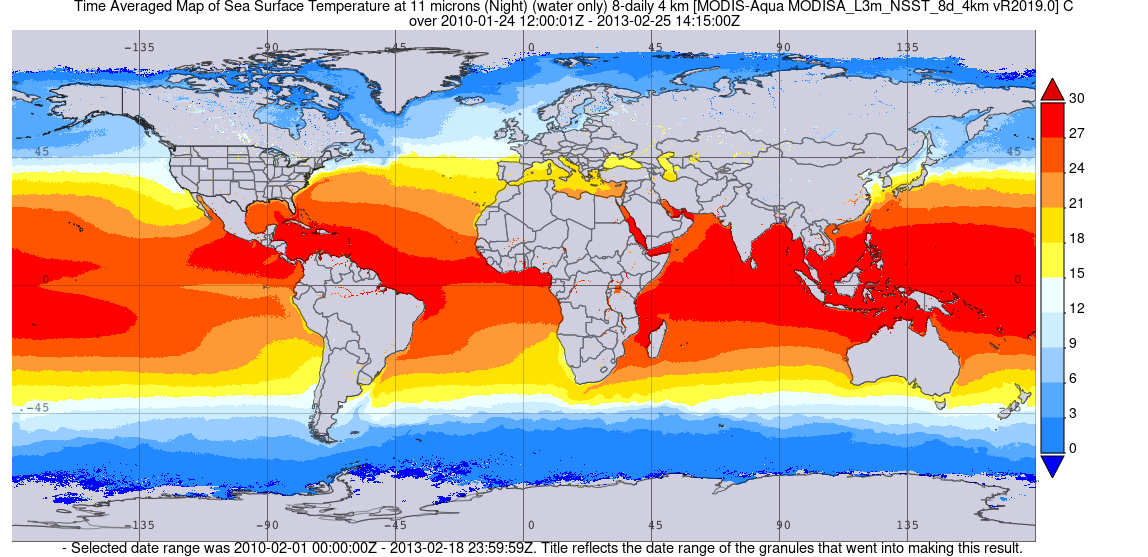 Time Averaged Map of Sea Surface Temperature at 11 microns (Night) (water only) 8-daily 4 km [MODIS-Aqua MODISA_L3m_NSST_8d_4km vR2019.0] C
over 2010-01-24 12:00:01Z - 2013-02-25 14:15:00Z
-135 -90 -45 0 45 90 135
30
27
24
21
18
15
12
9
6
3
0
45 45
0 0
-45 -45
-135 -90 -45 0 45 90 135
- Selected date range was 2010-02-01 00:00:00Z - 2013-02-18 23:59:59Z. Title reflects the date range of the granules that went into making this result.